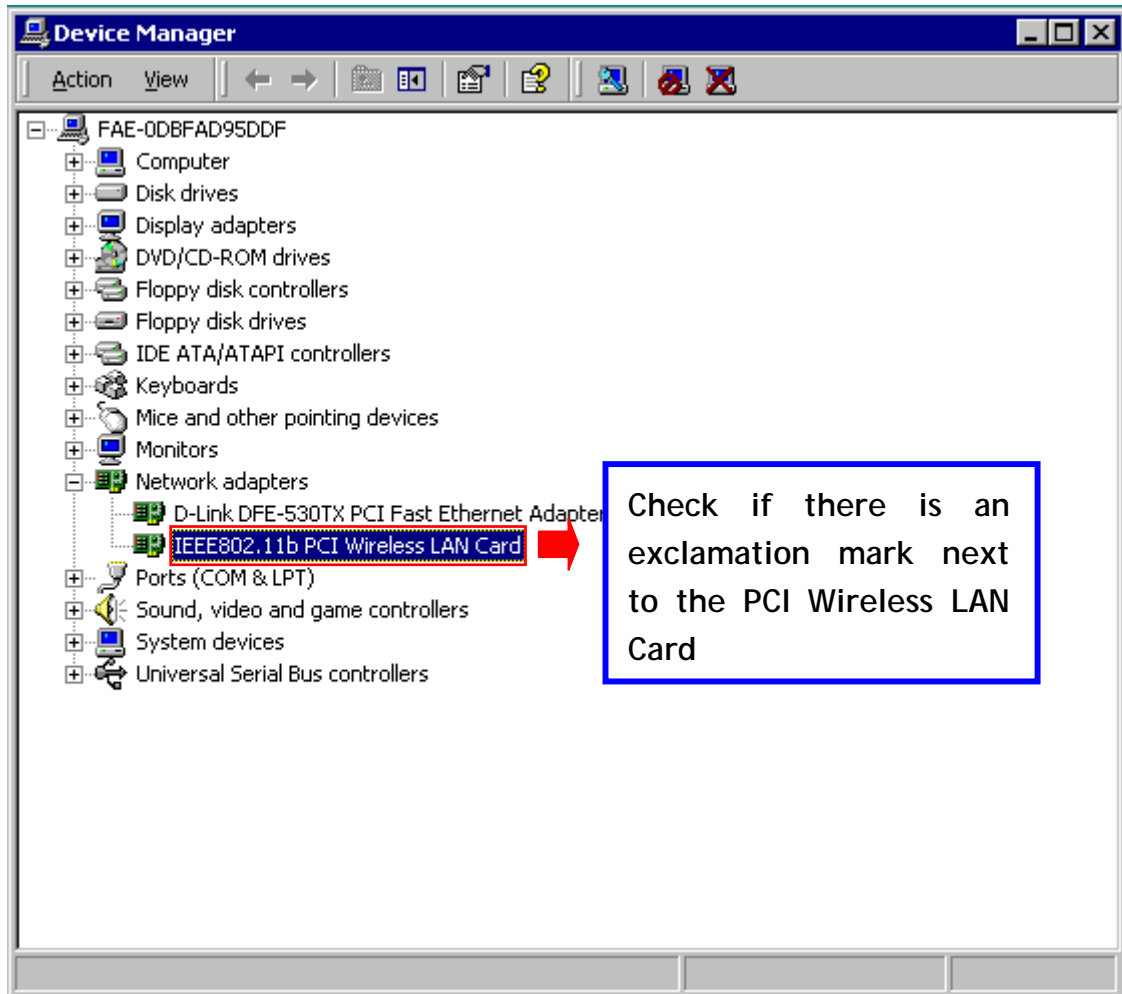 Device Manager
Action View
FAE-0DBFAD95DDF
Computer
Disk drives
Display adapters
DVD/CD-ROM drives
Floppy disk controllers
Floppy disk drives
IDE ATA/ATAPI controllers
Keyboards
Mice and other pointing devices
Monitors
Network adapters
D-Link DFE-530TX PCI Fast Ethernet Adapter
IEEE802.11b PCI Wireless LAN Card
Ports (COM & LPT)
Sound, video and game controllers
System devices
Universal Serial Bus controllers
Check if there is an
exclamation mark next
to the PCI Wireless LAN
Card